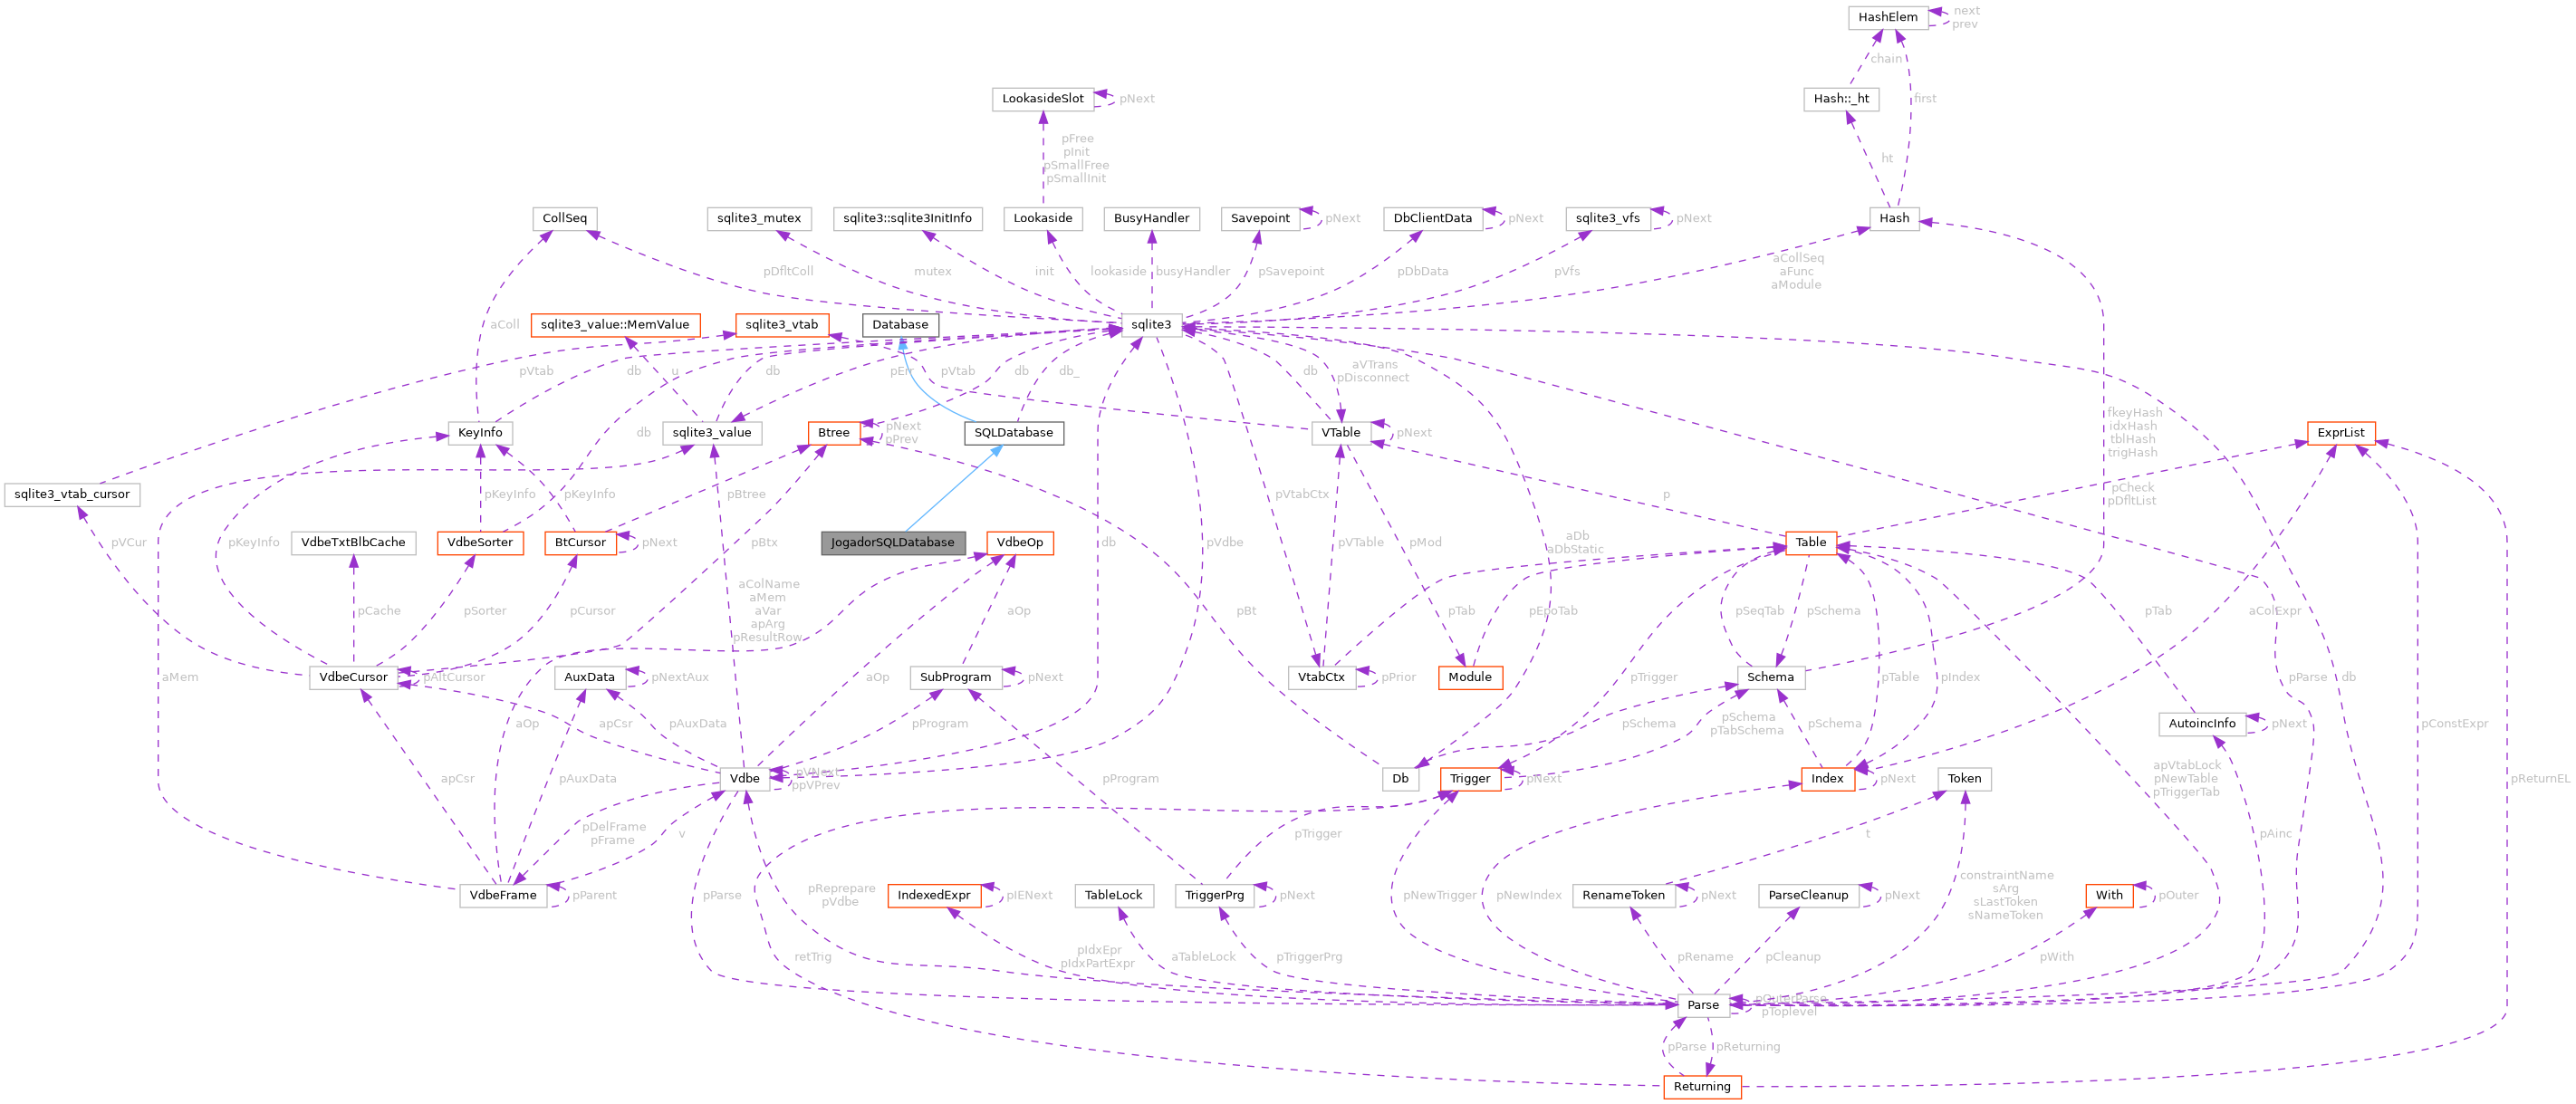 HashElem
next
prev
chain
LookasideSlot
pNext
Hash::_ht
first
pFree
pInit
pSmallFree
pSmallInit
ht
CollSeq
sqlite3_mutex
sqlite3::sqlite3InitInfo
Lookaside
BusyHandler
Savepoint
pNext
DbClientData
pNext
sqlite3_vfs
pNext
Hash
pDfltColl
mutex
init
lookaside
busyHandler
pSavepoint
pDbData
pVfs
aCollSeq
aFunc
aModule
aColl
sqlite3_value::MemValue
sqlite3_vtab
Database
sqlite3
pVtab
db
u
db
pErr
pVtab
db
db_
db
aVTrans
pDisconnect
fkeyHash
idxHash
tblHash
trigHash
KeyInfo
db
sqlite3_value
Btree
pNext
pPrev
SQLDatabase
VTable
pNext
ExprList
sqlite3_vtab_cursor
pKeyInfo
pKeyInfo
pBtree
pVtabCtx
p
pCheck
pDfltList
pVCur
VdbeTxtBlbCache
pKeyInfo
VdbeSorter
BtCursor
pNext
pBtx
JogadorSQLDatabase
VdbeOp
db
pVdbe
pVTable
pMod
aDb
aDbStatic
Table
pCache
pSorter
pCursor
aColName
aMem
aVar
apArg
pResultRow
aOp
pBt
pTab
pEpoTab
pSeqTab
pSchema
pTab
aColExpr
aMem
VdbeCursor
pAltCursor
AuxData
pNextAux
aOp
SubProgram
pNext
VtabCtx
pPrior
Module
pTrigger
Schema
pTable
pIndex
pParse
db
aOp
apCsr
pAuxData
pProgram
pSchema
pSchema
pTabSchema
pSchema
AutoincInfo
pNext
pConstExpr
apCsr
pAuxData
Vdbe
pVNext
ppVPrev
pProgram
Db
Trigger
pNext
Index
pNext
Token
apVtabLock
pNewTable
pTriggerTab
pReturnEL
pDelFrame
pFrame
v
pTrigger
t
pAinc
VdbeFrame
pParent
pParse
pReprepare
pVdbe
IndexedExpr
pIENext
TableLock
TriggerPrg
pNext
pNewTrigger
pNewIndex
RenameToken
pNext
ParseCleanup
pNext
constraintName
sArg
sLastToken
sNameToken
With
pOuter
retTrig
pIdxEpr
pIdxPartExpr
aTableLock
pTriggerPrg
pRename
pCleanup
pWith
Parse
pOuterParse
pToplevel
pParse
pReturning
Returning